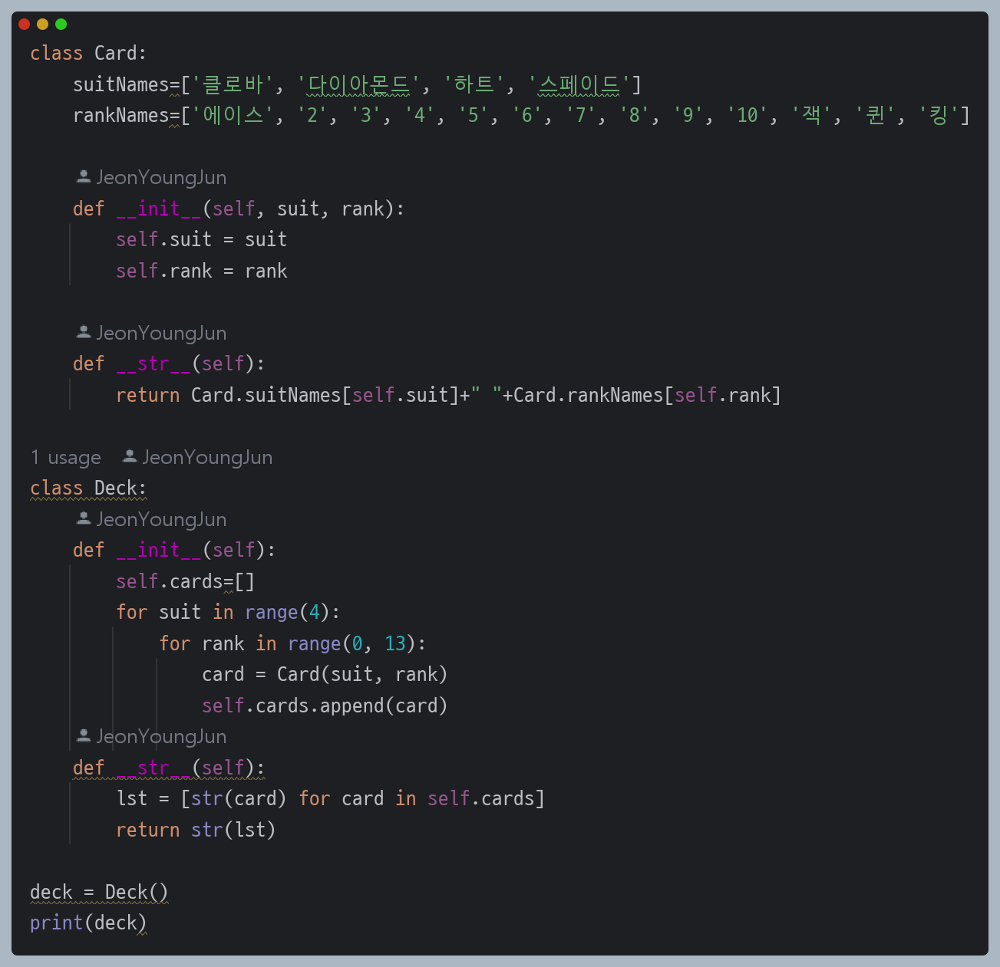 class Card:
    suitNames=['클로바', '다이아몬드', '하트', '스페이드']
    rankNames=['에이스', '2', '3', '4', '5', '6', '7', '8', '9', '10', '잭', '퀸', '킹']
    JeonYoungJun
    def __init__(self, suit, rank):
        self.suit = suit
        self.rank = rank
    JeonYoungJun
    def __str__(self):
        return Card.suitNames[self.suit]+" "+Card.rankNames[self.rank]
1 usage JeonYoungJun
class Deck:
    JeonYoungJun
    def __init__(self):
        self.cards=[]
        for suit in range(4):
            for rank in range(0, 13):
                card = Card(suit, rank)
                self.cards.append(card)
    JeonYoungJun
    def __str__(self):
        lst = [str(card) for card in self.cards]
        return str(lst)
deck = Deck()
print(deck)